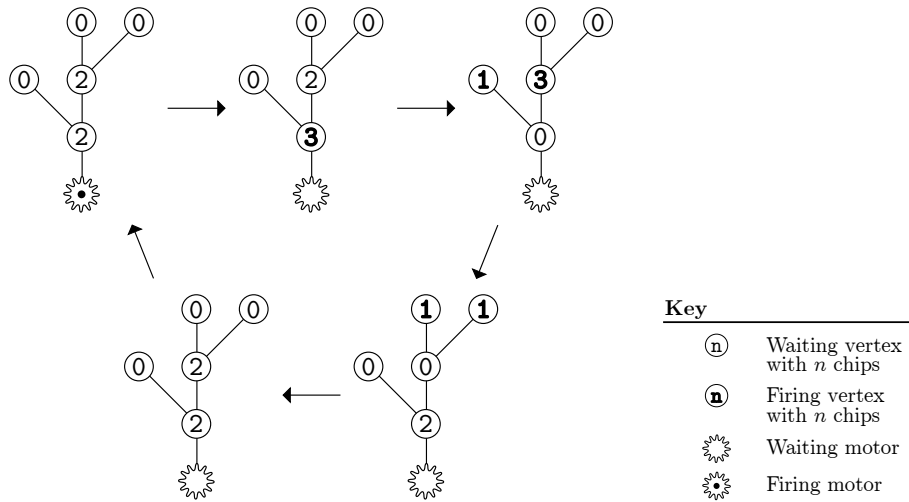 0 0
0 2
2
0 0
0 2
3
0 0
1 3
0
0 0
0 2
2
1 1
0 0
2
Key
n Waiting vertex
with n chips
n Firing vertex
with n chips
Waiting motor
Firing motor